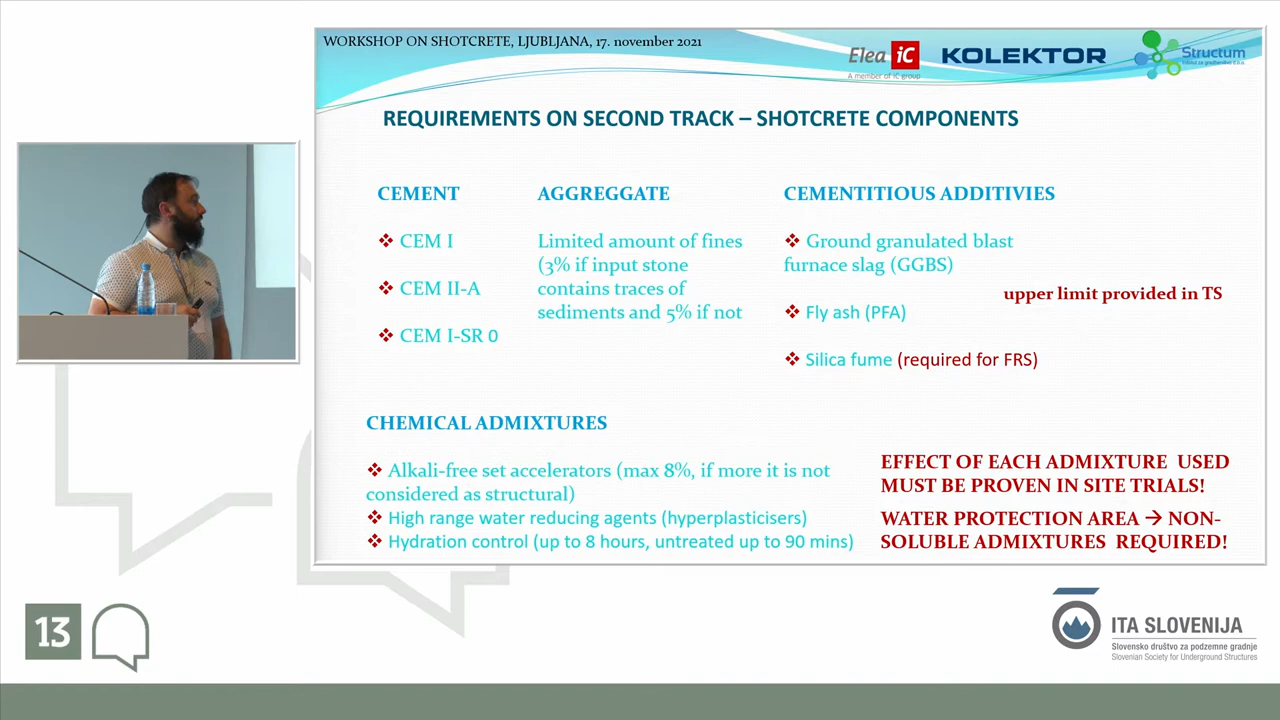 WORKSHOP ON SHOTCRETE, LJUBLJANA, 17. november 2021
Elea iC
A member of iC group
KOLEKTOR
Structum
REQUIREMENTS ON SECOND TRACK – SHOTCRETE COMPONENTS
CEMENT
❖ CEM I
❖ CEM II-A
❖ CEM I-SR 0
AGGREGGATE
Limited amount of fines
(3% if input stone
contains traces of
sediments and 5% if not
CEMENTITIOUS ADDITIVIES
❖ Ground granulated blast
furnace slag (GGBS)
upper limit provided in TS
❖ Fly ash (PFA)
❖ Silica fume (required for FRS)
CHEMICAL ADMIXTURES
❖ Alkali-free set accelerators (max 8%, if more it is not
considered as structural)
❖ High range water reducing agents (hyperplasticisers)
❖ Hydration control (up to 8 hours, untreated up to 90 mins)
EFFECT OF EACH ADMIXTURE USED
MUST BE PROVEN IN SITE TRIALS!
WATER PROTECTION AREA → NON-
SOLUBLE ADMIXTURES REQUIRED!
13
ITA SLOVENIJA
Slovensko društvo za podzemne gradnje
Slovenian Society for Underground Structures